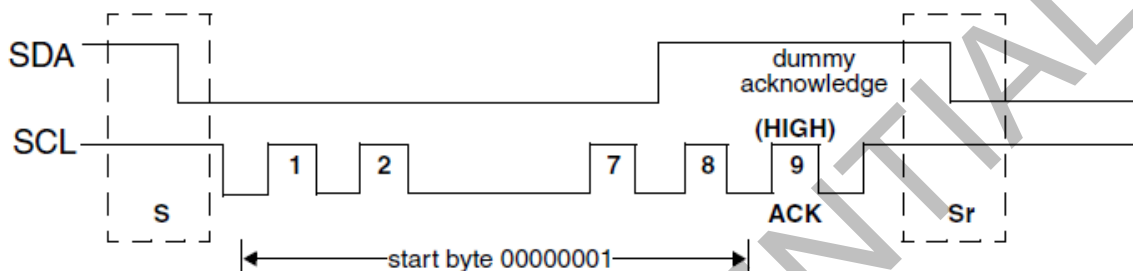 SDA
dummy
acknowledge
SCL
(HIGH)
1 2 7 8 9
S ACK Sr
start byte 00000001